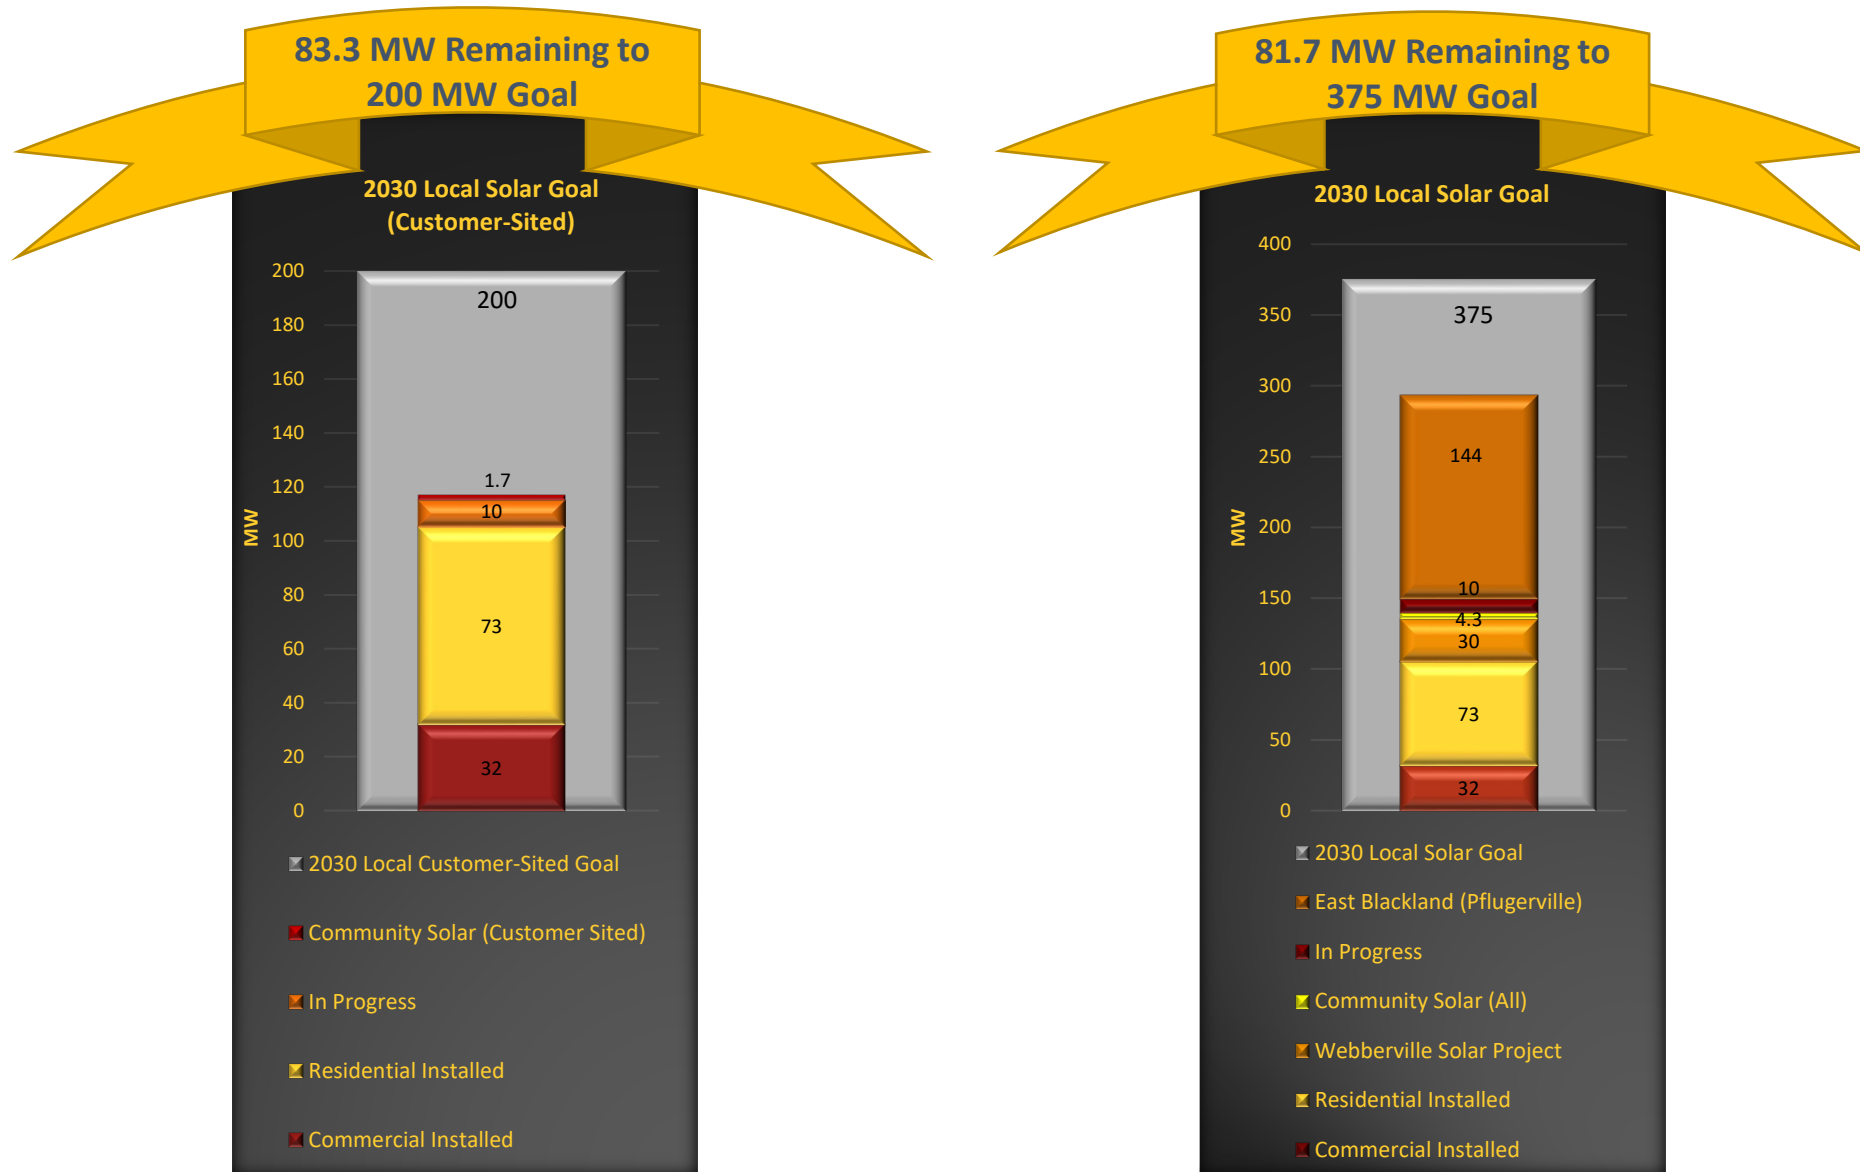 83.3 MW Remaining to
200 MW Goal
2030 Local Solar Goal
(Customer-Sited)
MW
200
180
160
140
120
100
80
60
40
20
0
200
1.7
10
73
32
2030 Local Customer-Sited Goal
Community Solar (Customer Sited)
In Progress
Residential Installed
Commercial Installed
81.7 MW Remaining to
375 MW Goal
2030 Local Solar Goal
MW
400
350
300
250
200
150
100
50
0
375
144
10
4.3
30
73
32
2030 Local Solar Goal
East Blackland (Pflugerville)
In Progress
Community Solar (All)
Webberville Solar Project
Residential Installed
Commercial Installed